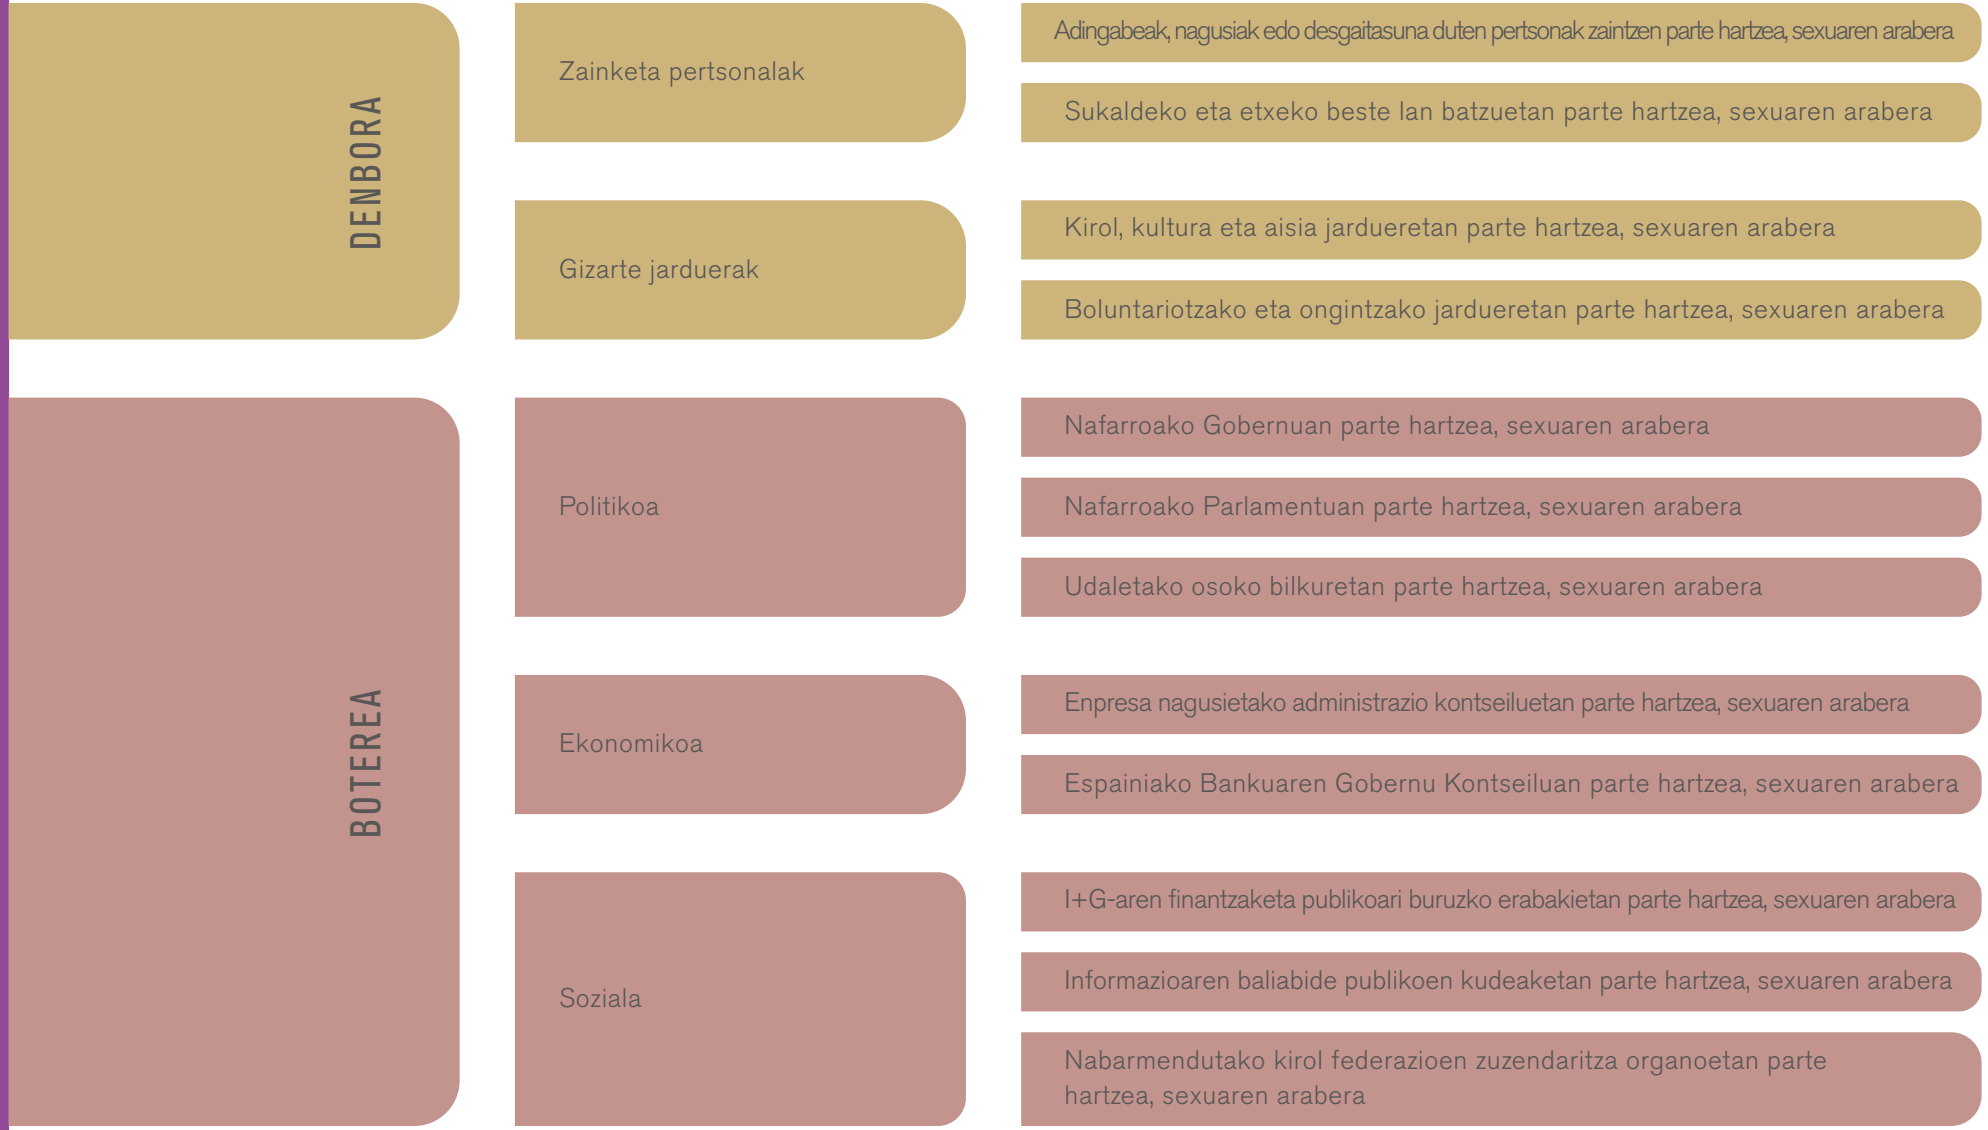 DENBORA
Zainketa pertsonalak
Adingabeak, nagusiak edo desgaitasuna duten pertsonak zaintzen parte hartzea, sexuaren arabera
Sukaldeko eta etxeko beste lan batzuetan parte hartzea, sexuaren arabera
Gizarte jarduerak
Kirol, kultura eta aisia jardueretan parte hartzea, sexuaren arabera
Boluntariotzako eta ongintzako jardueretan parte hartzea, sexuaren arabera
BOTEREA
Politikoa
Nafarroako Gobernuan parte hartzea, sexuaren arabera
Nafarroako Parlamentuan parte hartzea, sexuaren arabera
Udaletako osoko bilkuretan parte hartzea, sexuaren arabera
Ekonomikoa
Enpresa nagusietako administrazio kontseiluetan parte hartzea, sexuaren arabera
Espainiako Bankuaren Gobernu Kontseiluan parte hartzea, sexuaren arabera
Soziala
I+G-aren finantzaketa publikoari buruzko erabakietan parte hartzea, sexuaren arabera
Informazioaren baliabide publikoen kudeaketan parte hartzea, sexuaren arabera
Nabarmendutako kirol federazioen zuzendaritza organoetan parte
hartzea, sexuaren arabera